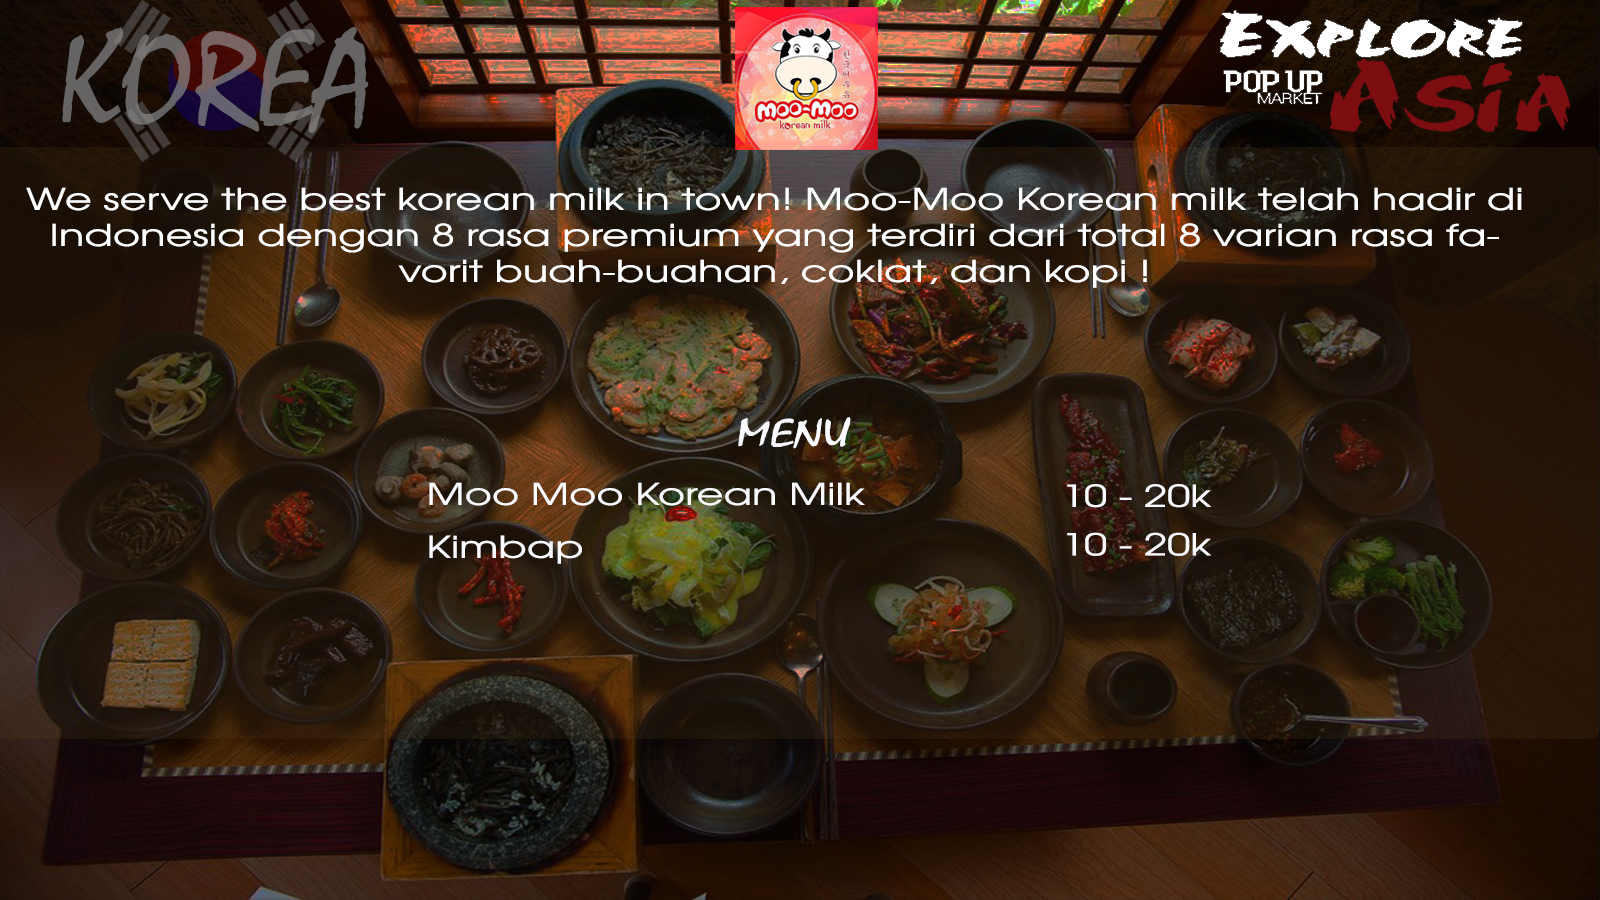 KOREA
EXPLORE
POP UP
MARKET
ASIA
MOO-MOO
korean milk
We serve the best korean milk in town! Moo-Moo Korean milk telah hadir di
Indonesia dengan 8 rasa premium yang terdiri dari total 8 varian rasa fa-
vorit buah-buahan, coklat, dan kopi !
MENU
Moo Moo Korean Milk 10 - 20k
Kimbap 10 - 20k